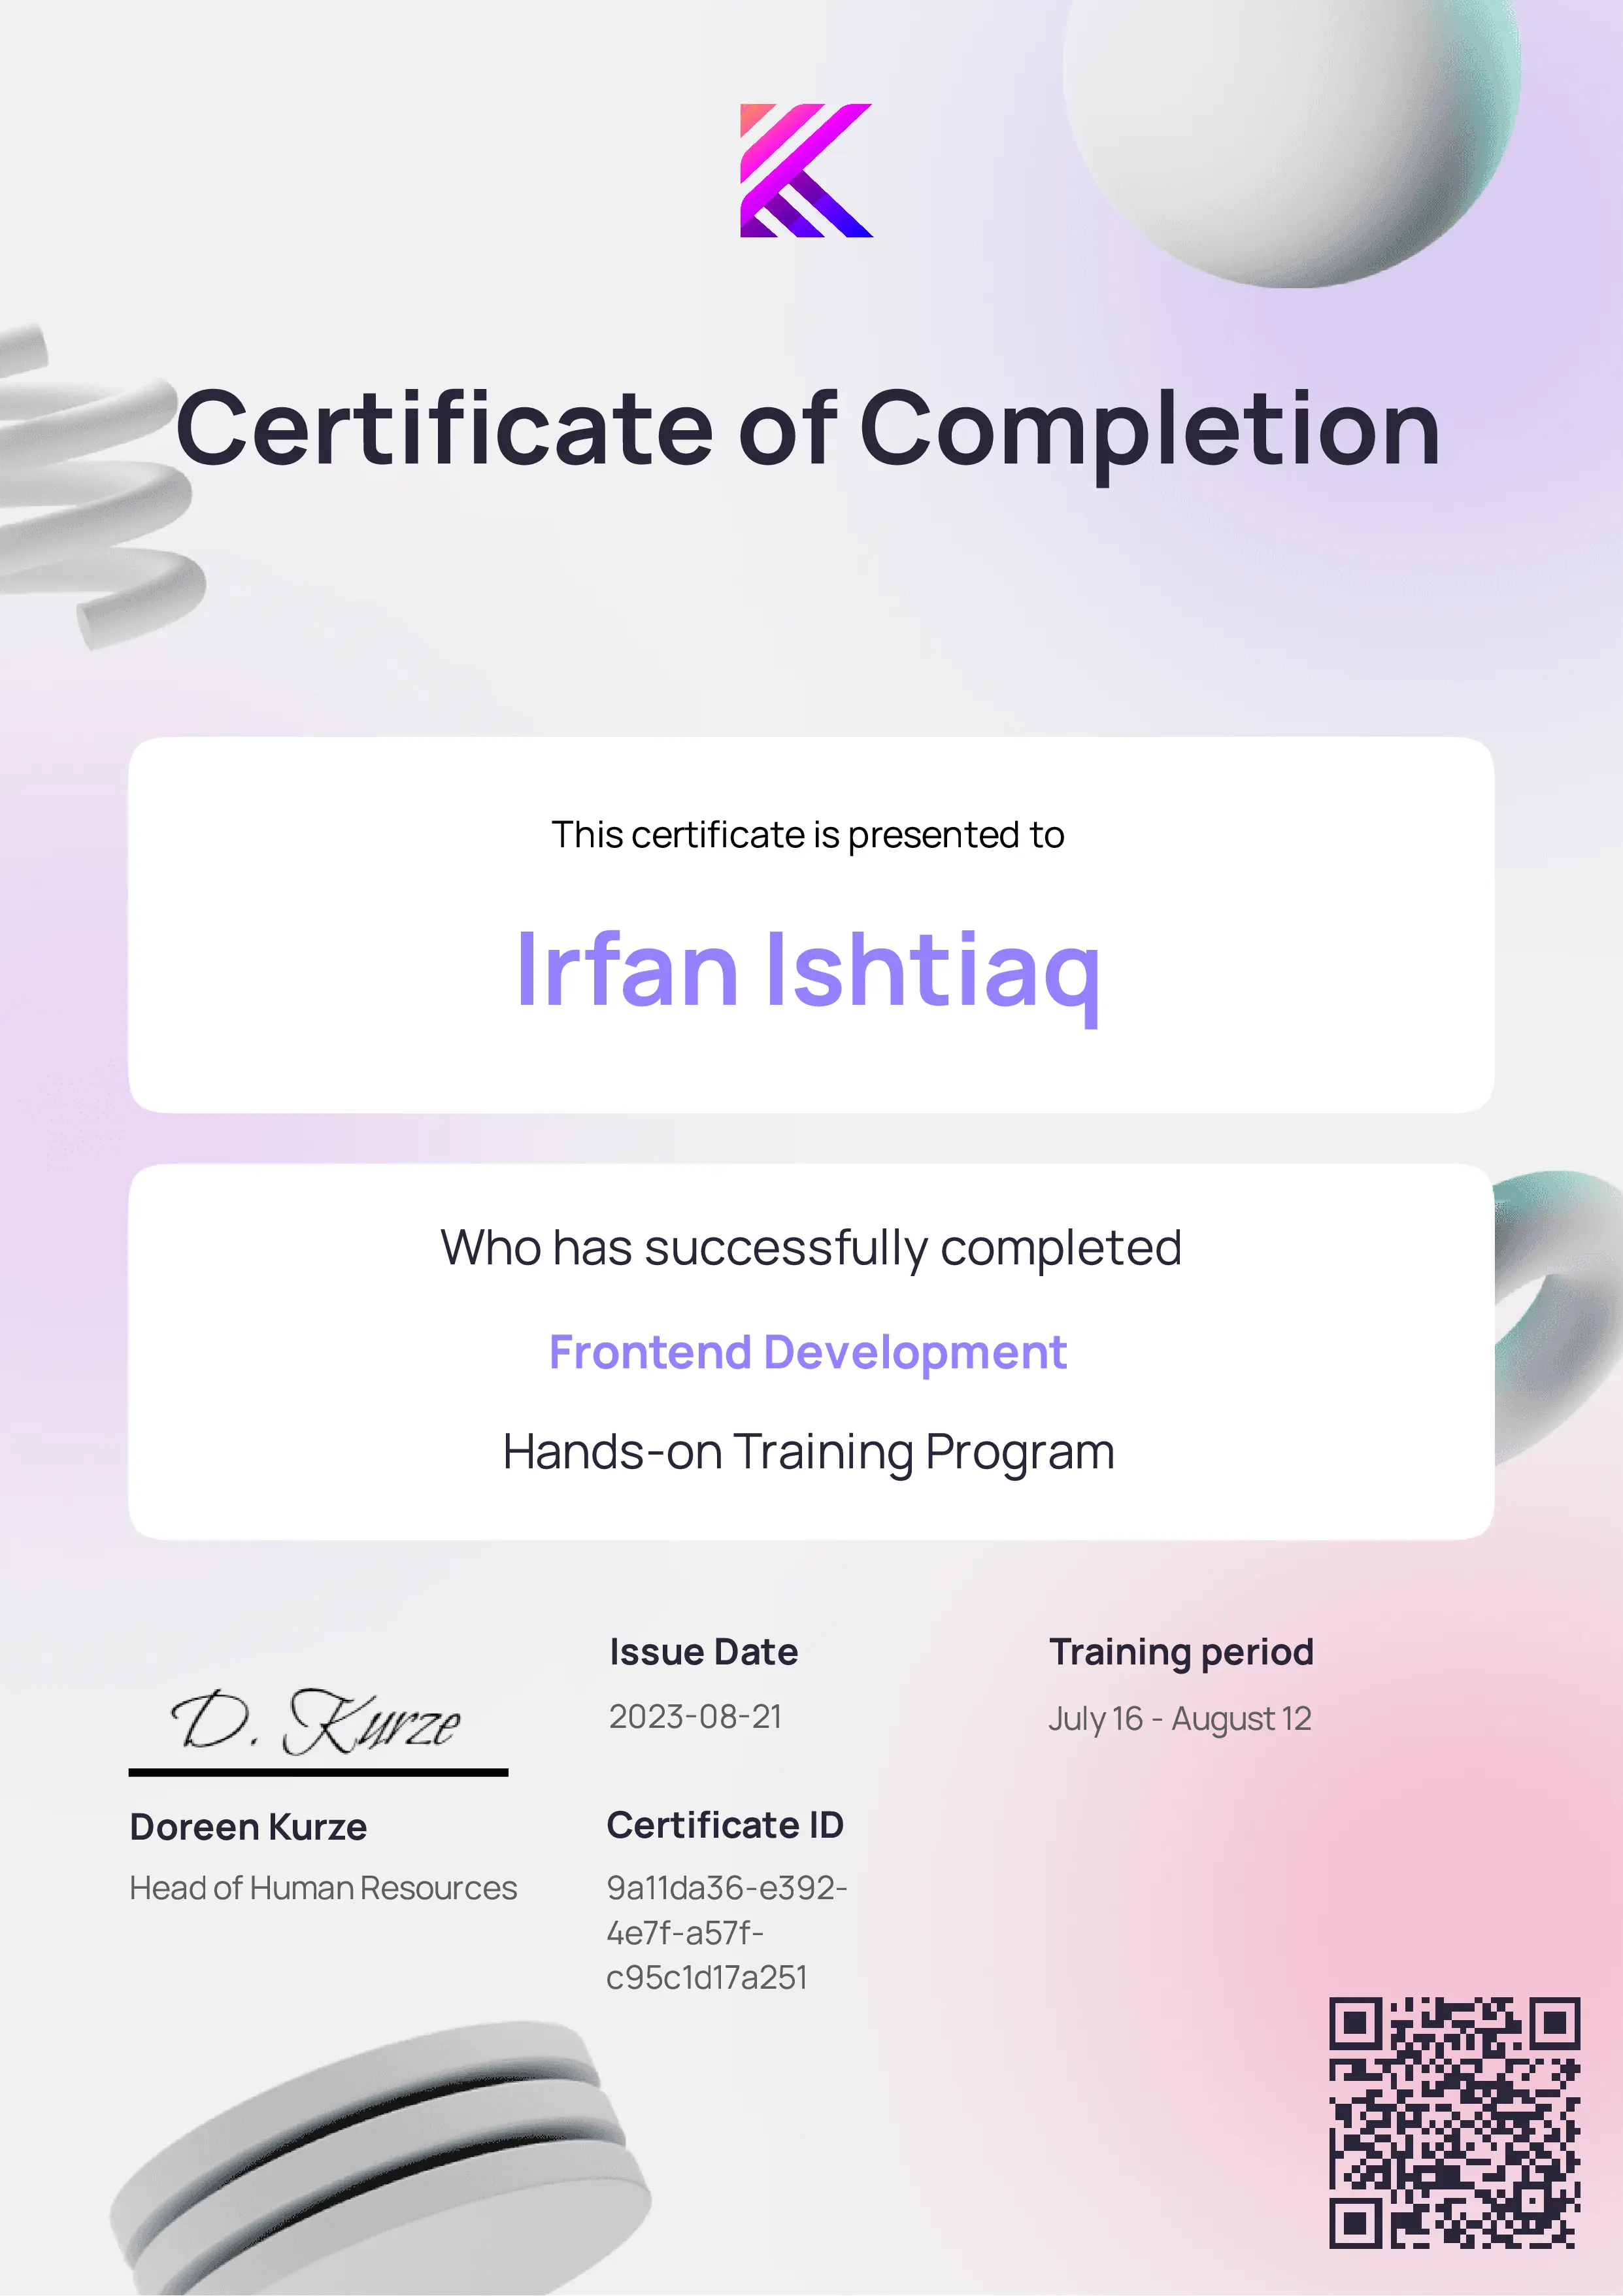 Certificate of Completion
This certificate is presented to
Irfan Ishtiaq
Who has successfully completed
Frontend Development
Hands-on Training Program
D. Kurze
Doreen Kurze
Head of Human Resources
Issue Date
2023-08-21
Certificate ID
9a11da36-e392-
4e7f-a57f-
c95c1d17a251
Training period
July 16 - August 12